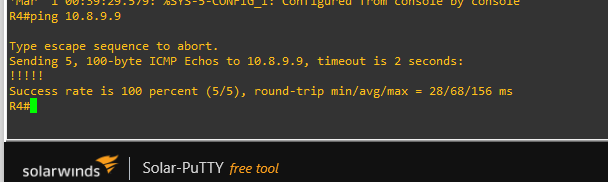 *Mar  1 00:59:29.579: %SYS-5-CONFIG_I: Configured from console by console
R4#ping 10.8.9.9
Type escape sequence to abort.
Sending 5, 100-byte ICMP Echos to 10.8.9.9, timeout is 2 seconds:
!!!!!
Success rate is 100 percent (5/5), round-trip min/avg/max = 28/68/156 ms
R4#
solarwinds Solar-PuTTY free tool